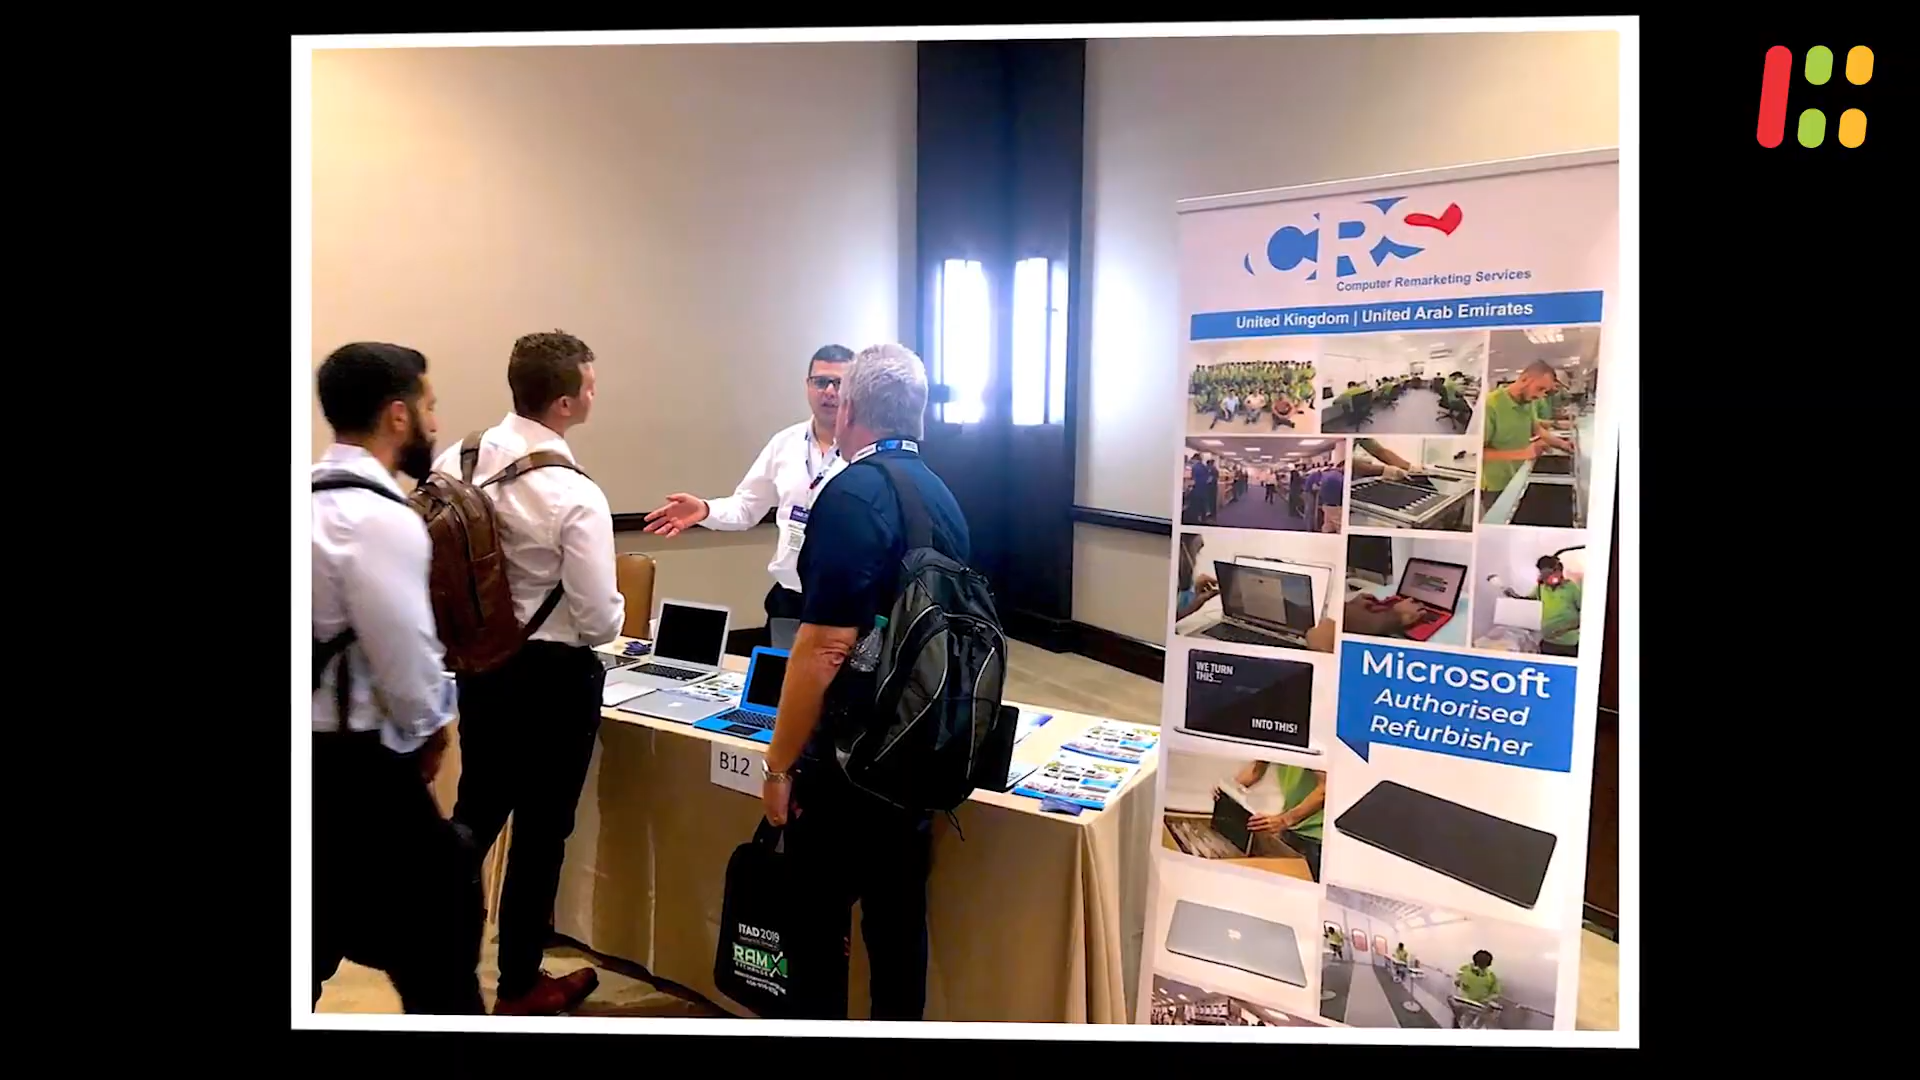 CRS
Computer Remarketing Services
United Kingdom | United Arab Emirates
WE TURN
THIS...
INTO THIS!
Microsoft
Authorised
Refurbisher
B12
ITAD 2019
RAMX